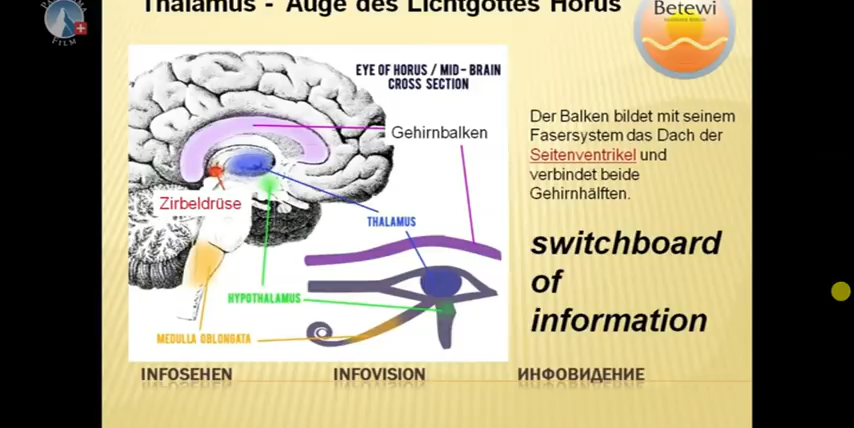 Thalamus - Auge des Lichtgottes Horus
Betewi
FILM
EYE OF HORUS / MID-BRAIN
CROSS SECTION
Gehirnbalken
Zirbeldrüse
THALAMUS
HYPOTHALAMUS
MEDULLA OBLONGATA
Der Balken bildet mit seinem
Fasersystem das Dach der
Seitenventrikel und
verbindet beide
Gehirnhälften.
switchboard
of
information
INFOSEHEN
INFOVISION
ИНФОВИДЕНИЕ